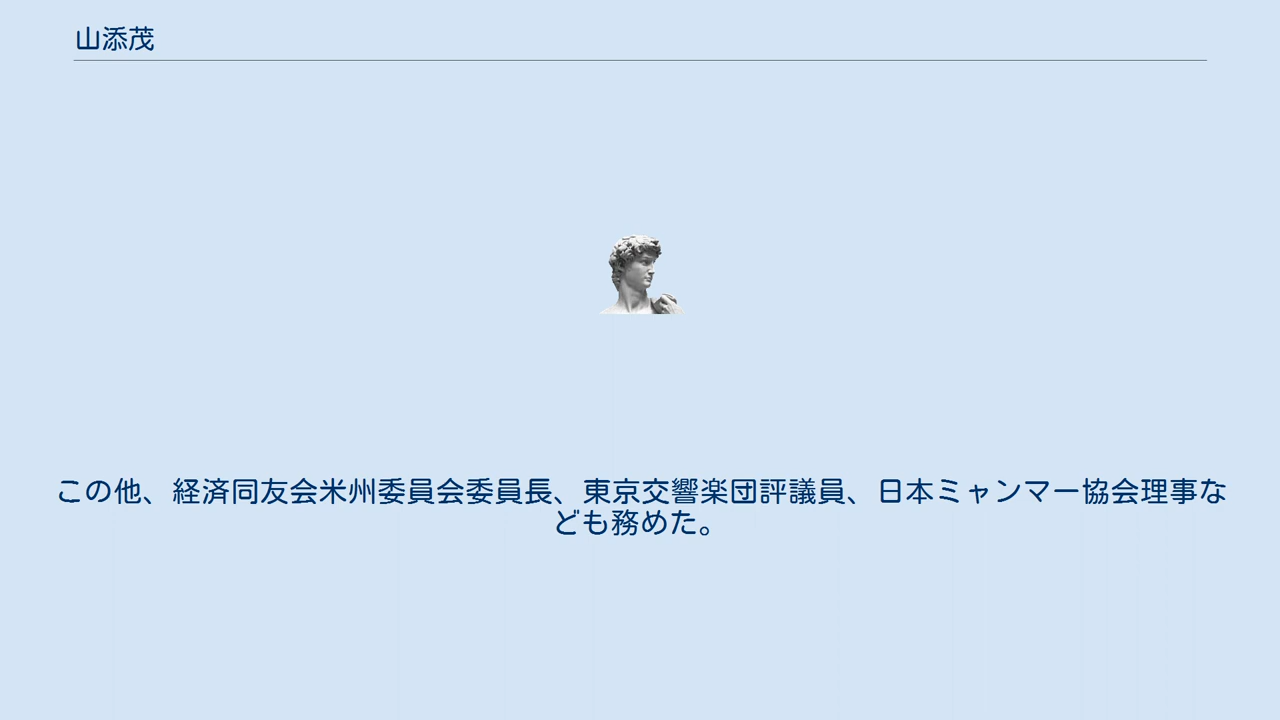 山添茂
この他、経済同友会米州委員会委員長、東京交響楽団評議員、日本ミャンマー協会理事な
ども務めた。